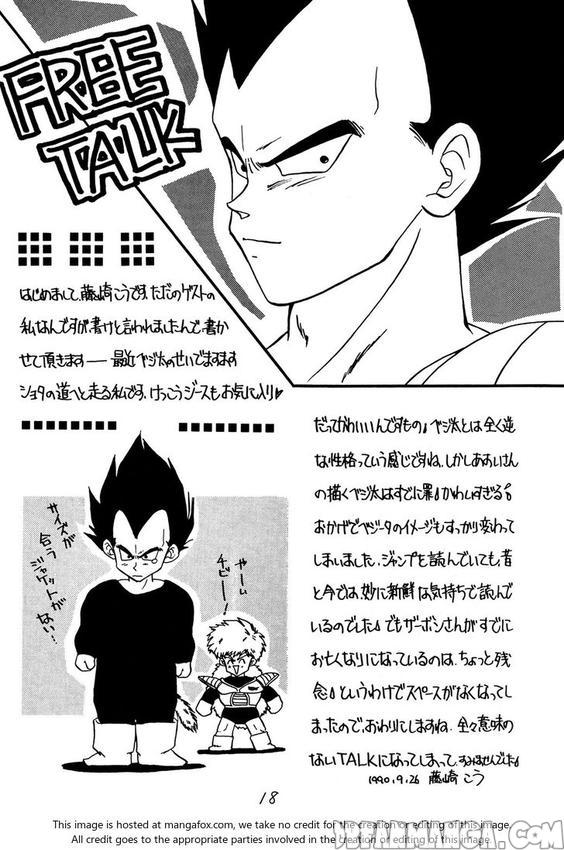 FREE
TALK
はじめまして、藤崎こうです。ただのゲストの
私なんですが書けと言われましたんで、書か
せて頂きます――最近ベジ太のせいでますます
ショタの道へと走る私です、けっこうジースもお気に入り♥
だってかわいいんですもの♪ベジ太とは全く逆
な性格っていう感じですね、しかしあおいさん
の描くベジ太はすでに罪♪かわいすぎる。
おかげでベジータのイメージもすっかり変わって
しまいました、ジャンプを読んでいても、昔
と今では、妙に新鮮な気持ちで読んで
いるのでした♪でもザーボンさんがすでに
お亡くなりになっているのは、ちょっと残
念♪というわけでスペースがなくなってし
まったので、おわりにしますね、全々意味の
ないTALKになってしまって、すみませんでした♪
1990.9.26 藤崎こう
サイズが
合う
ジャケットが
ない…
やーい
チビー!
18
This image is hosted at mangafox.com, we take no credit for the creation or editing of this image.
All credit goes to the appropriate parties involved in the creation or editing of this image.